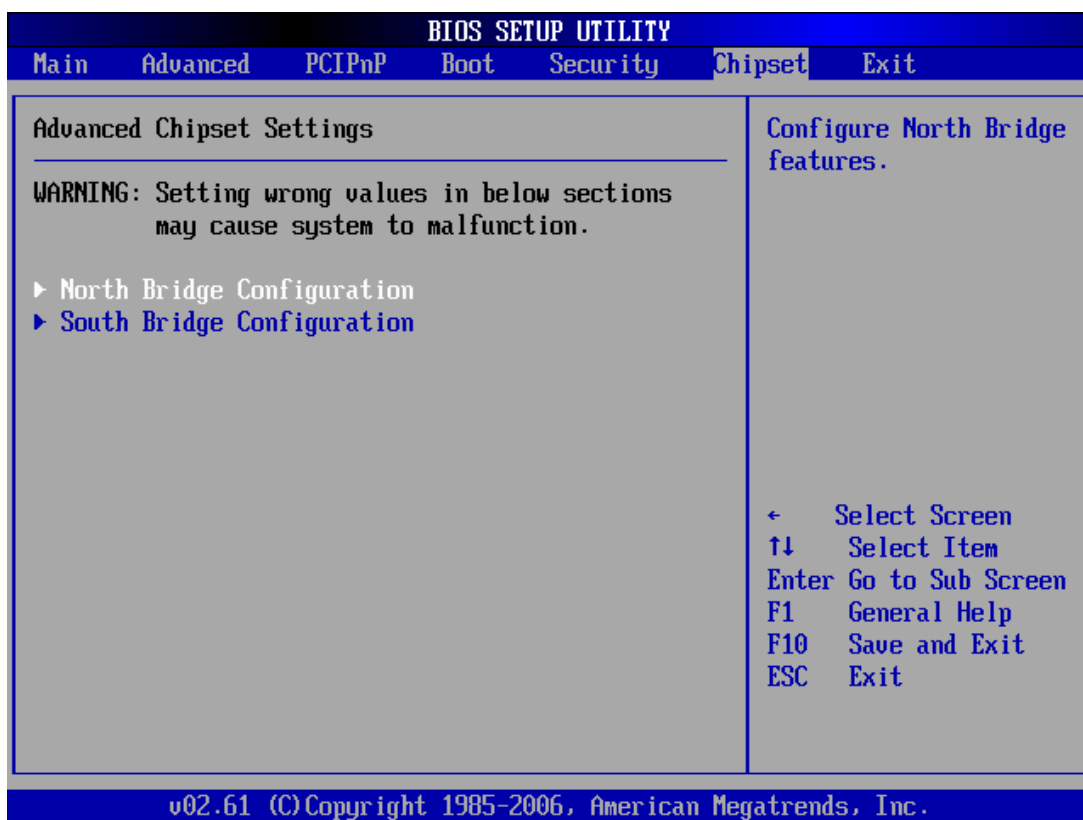 BIOS SETUP UTILITY
Main Advanced PCIPnP Boot Security Chipset Exit
Advanced Chipset Settings
WARNING: Setting wrong values in below sections
may cause system to malfunction.
▶ North Bridge Configuration
▶ South Bridge Configuration
Configure North Bridge
features.
← Select Screen
↑↓ Select Item
Enter Go to Sub Screen
F1 General Help
F10 Save and Exit
ESC Exit
v02.61 (C)Copyright 1985-2006, American Megatrends, Inc.